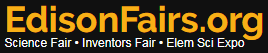 EdisonFairs.org
Science Fair • Inventors Fair • Elem Sci Expo